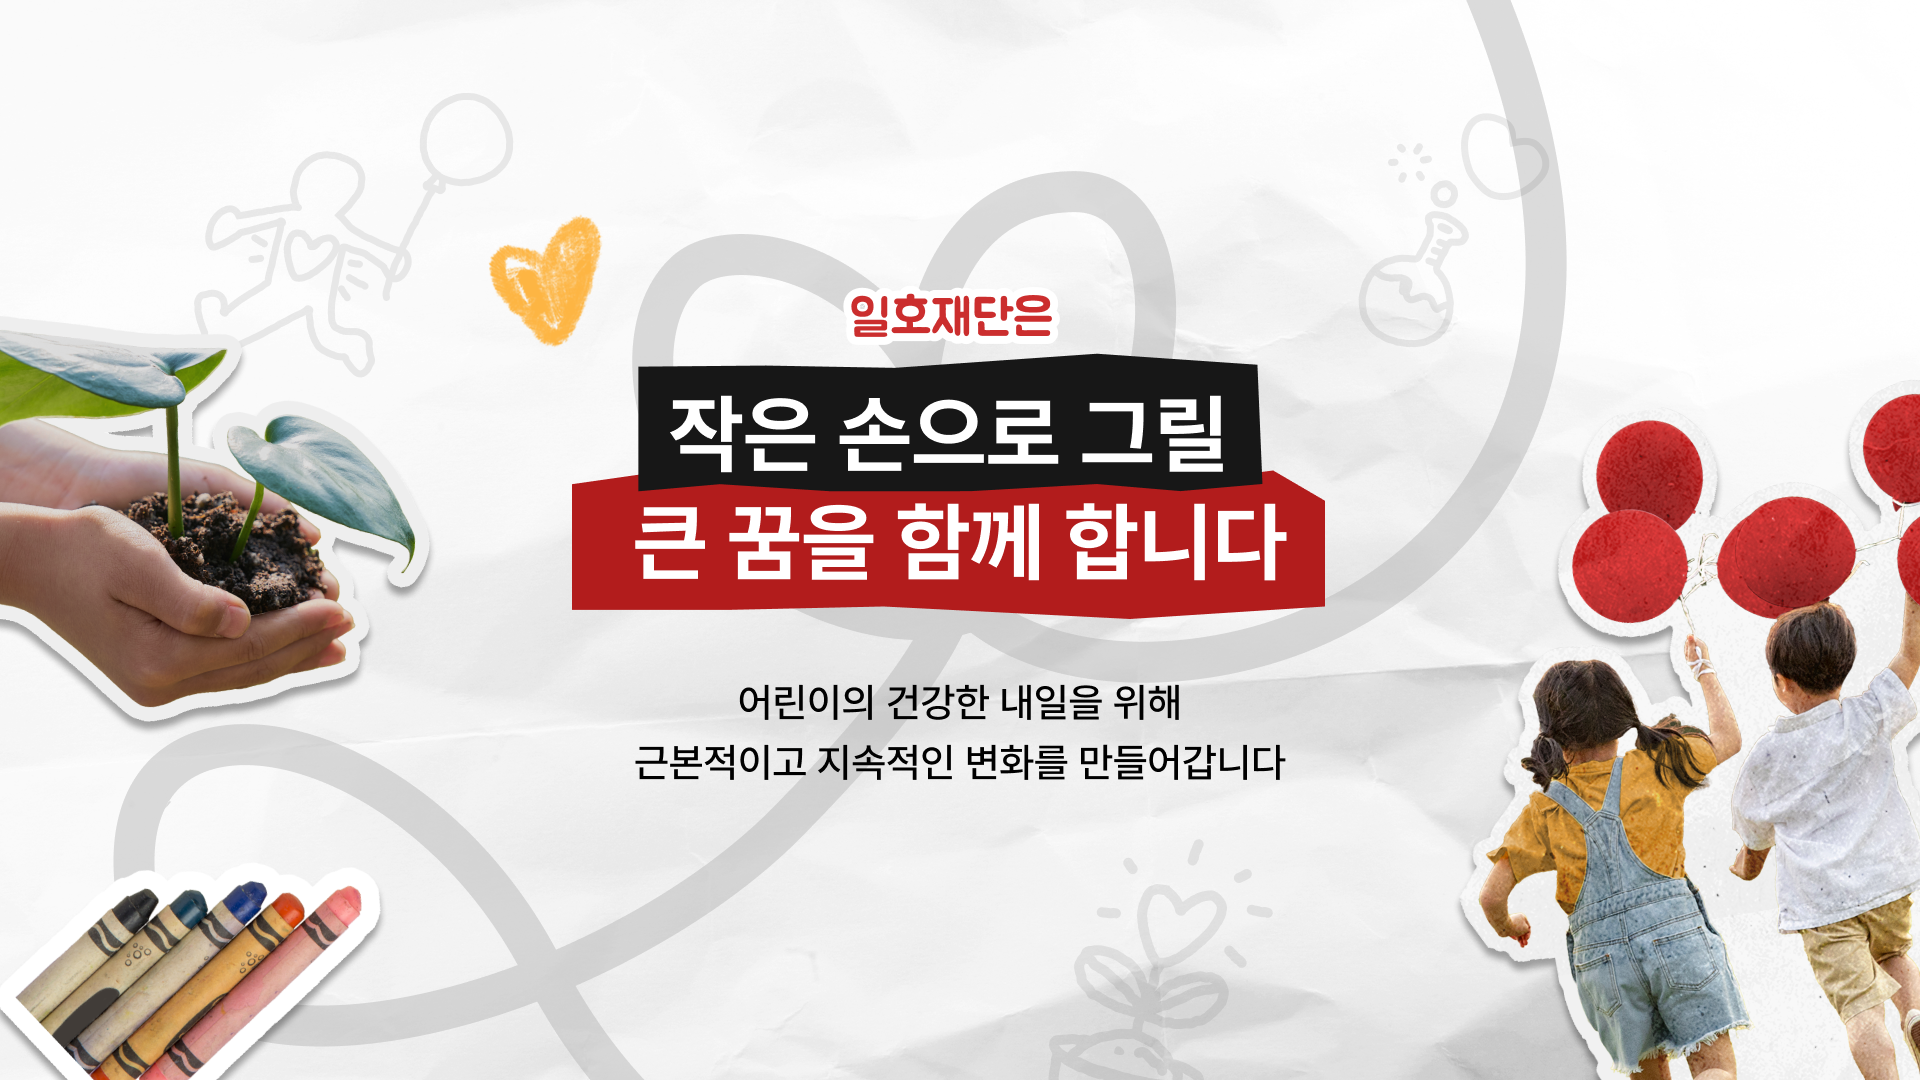 일호재단은
작은 손으로 그릴
큰 꿈을 함께 합니다
어린이의 건강한 내일을 위해
근본적이고 지속적인 변화를 만들어갑니다